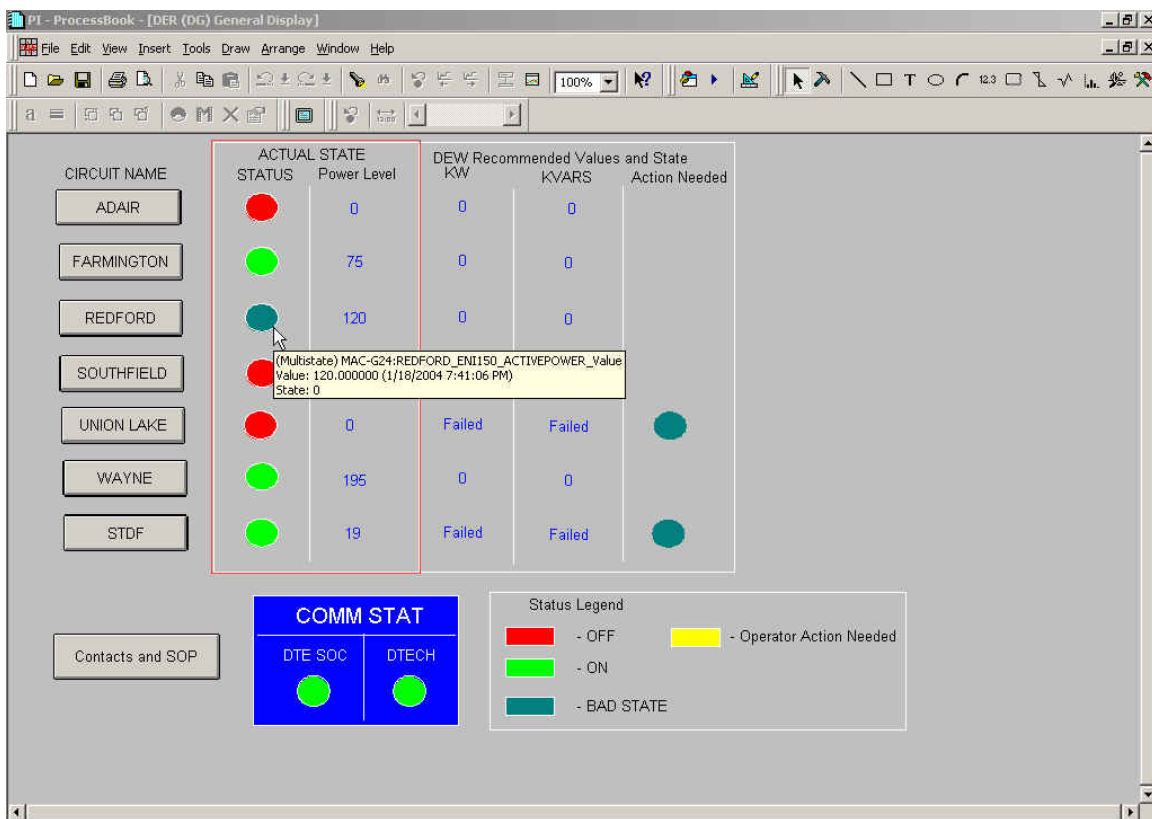 PI - ProcessBook - [DER (DG) General Display]
File Edit View Insert Tools Draw Arrange Window Help
100%
T 12.3
a M X
ACTUAL STATE DEW Recommended Values and State
CIRCUIT NAME STATUS Power Level KW KVARS Action Needed
ADAIR 0 0 0
FARMINGTON 75 0 0
REDFORD 120 0 0
(Multistate) MAC-G24:REDFORD_ENI150_ACTIVEPOWER_Value
Value: 120.000000 (1/18/2004 7:41:06 PM)
State: 0
SOUTHFIELD
UNION LAKE 0 Failed Failed
WAYNE 195 0 0
STDF 19 Failed Failed
COMM STAT
DTE SOC DTECH
Status Legend
- OFF - Operator Action Needed
- ON
- BAD STATE
Contacts and SOP